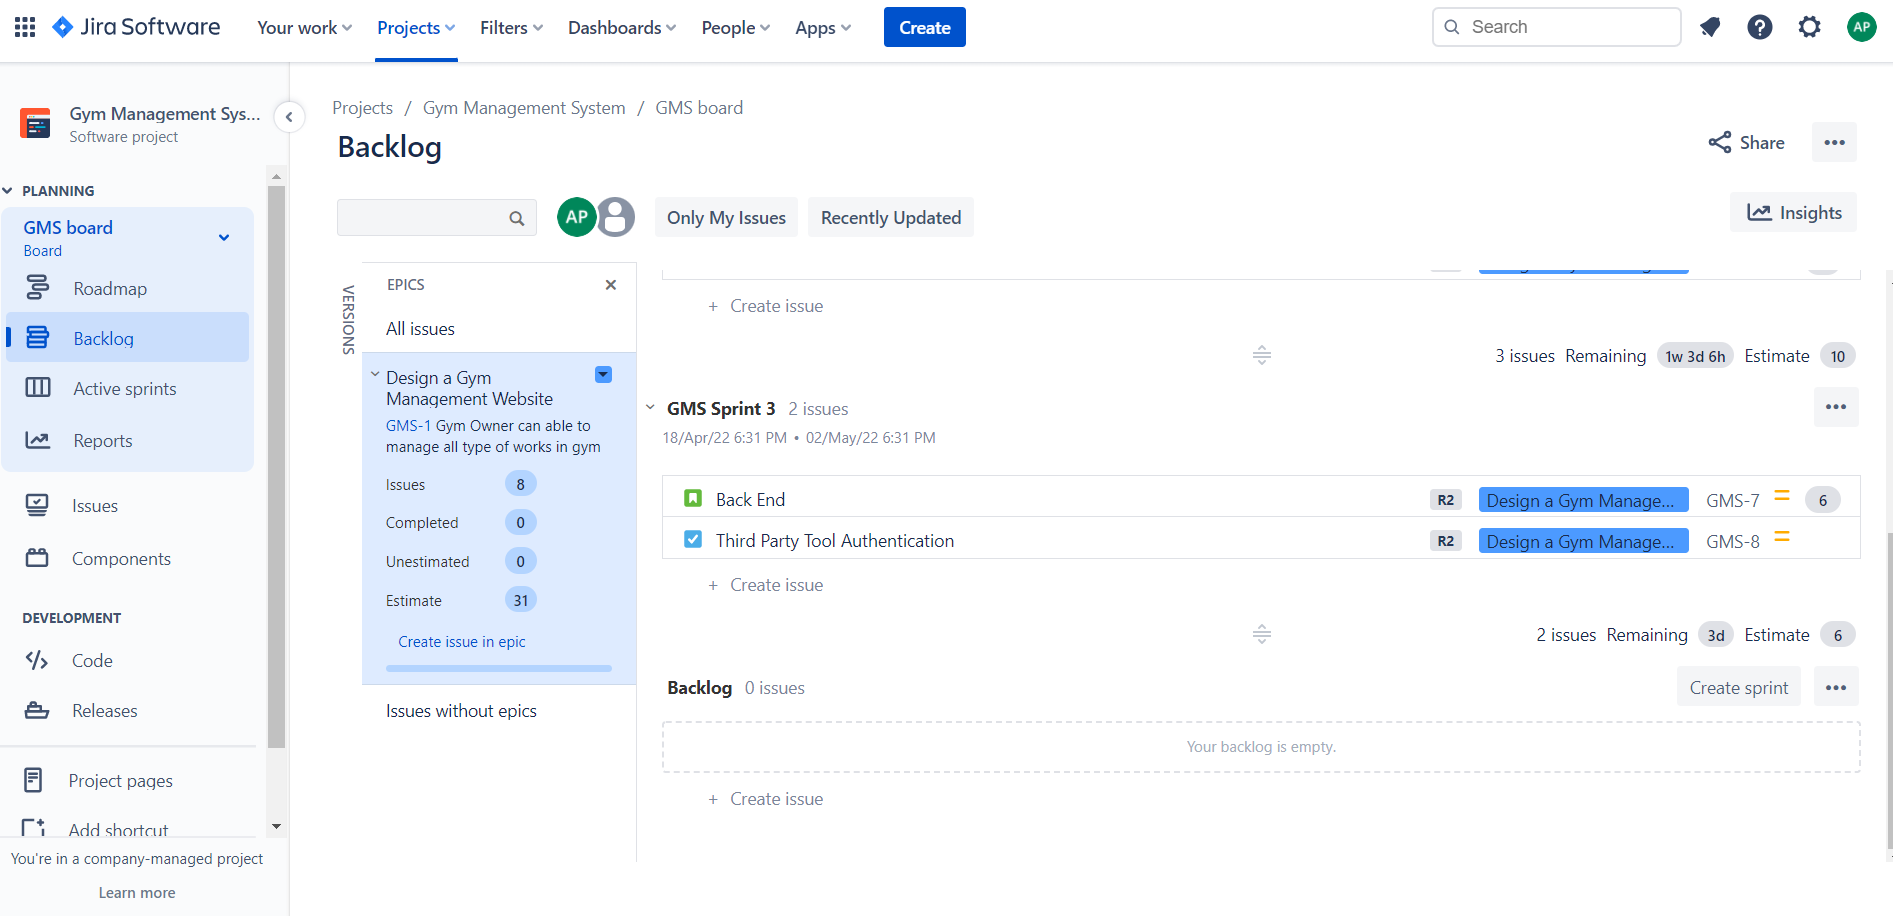 Jira Software
Your work
Projects
Filters
Dashboards
People
Apps
Create
Search
AP
Gym Management Sys...
Software project
PLANNING
GMS board
Board
Roadmap
Backlog
Active sprints
Reports
Issues
Components
DEVELOPMENT
Code
Releases
Project pages
Add shortcut
You're in a company-managed project
Learn more
Projects / Gym Management System / GMS board
Backlog
Share
AP
Only My Issues
Recently Updated
Insights
VERSIONS
EPICS
All issues
Design a Gym
Management Website
GMS-1 Gym Owner can able to
manage all type of works in gym
Issues 8
Completed 0
Unestimated 0
Estimate 31
Create issue in epic
Issues without epics
+ Create issue
3 issues Remaining 1w 3d 6h Estimate 10
GMS Sprint 3 2 issues
18/Apr/22 6:31 PM • 02/May/22 6:31 PM
Back End R2 Design a Gym Manage... GMS-7 6
Third Party Tool Authentication R2 Design a Gym Manage... GMS-8
+ Create issue
2 issues Remaining 3d Estimate 6
Backlog 0 issues
Create sprint
Your backlog is empty.
+ Create issue